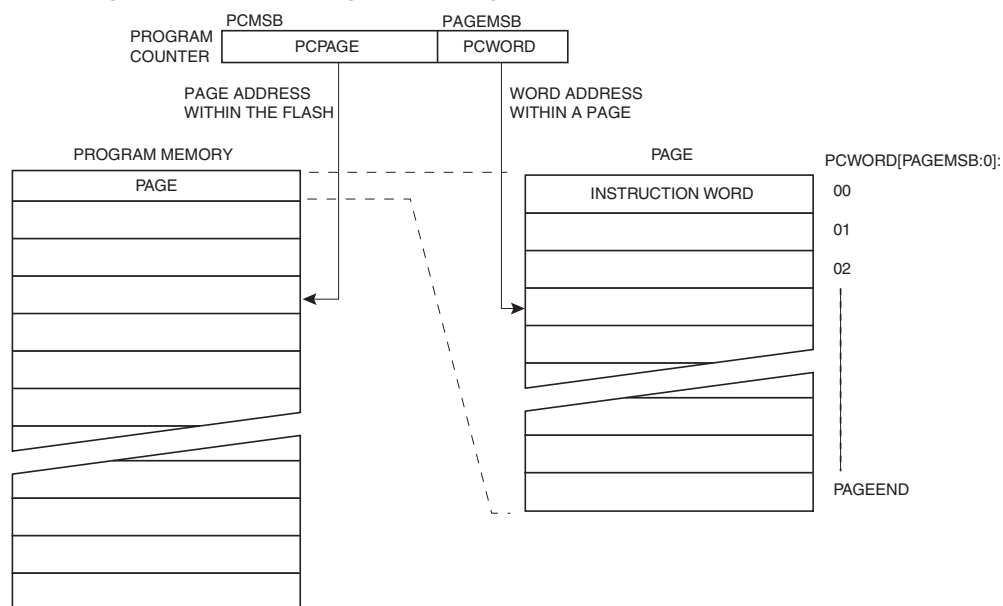 PCMSB PAGEMSB
PROGRAM
COUNTER
PCPAGE PCWORD
PAGE ADDRESS
WITHIN THE FLASH
WORD ADDRESS
WITHIN A PAGE
PROGRAM MEMORY
PAGE
PAGE
INSTRUCTION WORD
PCWORD[PAGEMSB:0]:
00
01
02
PAGEEND